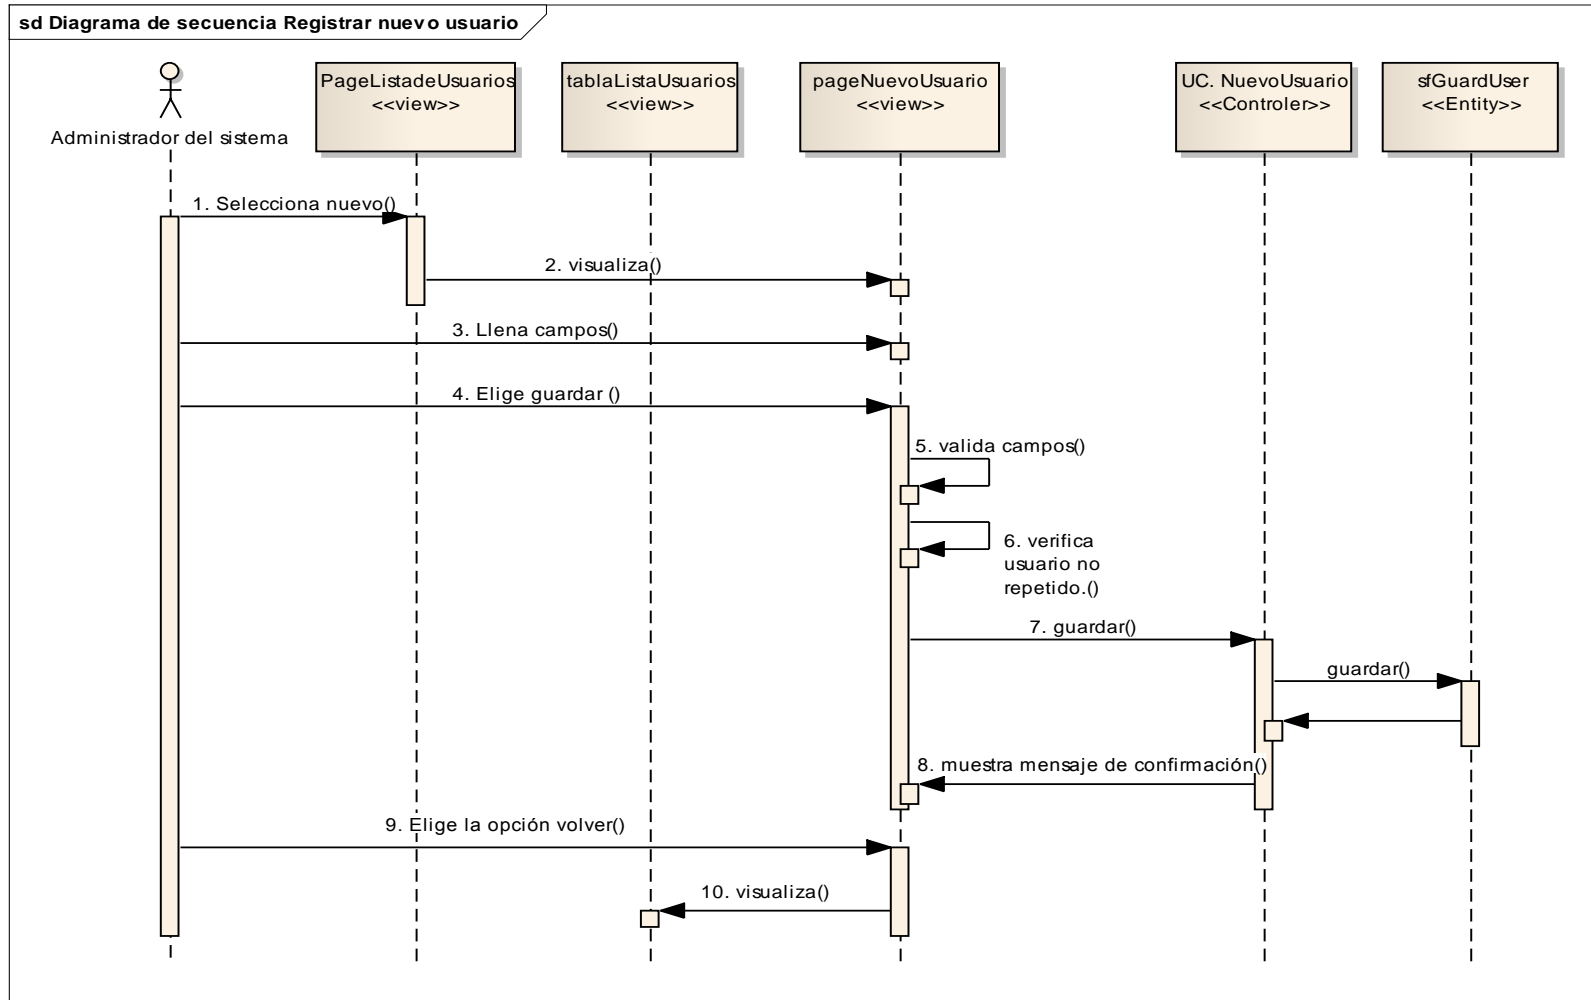 sd Diagrama de secuencia Registrar nuevo usuario
Administrador del sistema
PageListadeUsuarios
<<view>>
tablaListaUsuarios
<<view>>
pageNuevoUsuario
<<view>>
UC. NuevoUsuario
<<Controler>>
sfGuardUser
<<Entity>>
1. Selecciona nuevo()
2. visualiza()
3. Llena campos()
4. Elige guardar ()
5. valida campos()
6. verifica
usuario no
repetido.()
7. guardar()
guardar()
8. muestra mensaje de confirmación()
9. Elige la opción volver()
10. visualiza()